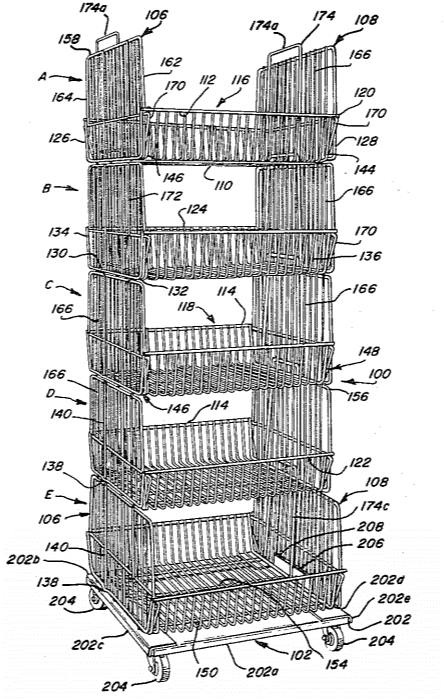 174a 106 174a 174 108
158
162 166
A 170 112 116
164 120
170
126 128
146 144
110
B 172 166
124
134 170
130 136
132
C 114 166
118
166
148
166 100
146 114 156
D
140
122
138 108
E 174c
106 208
140 206
202b
138 202d
202e
204 202
202c 204
150 102 154
204 202a